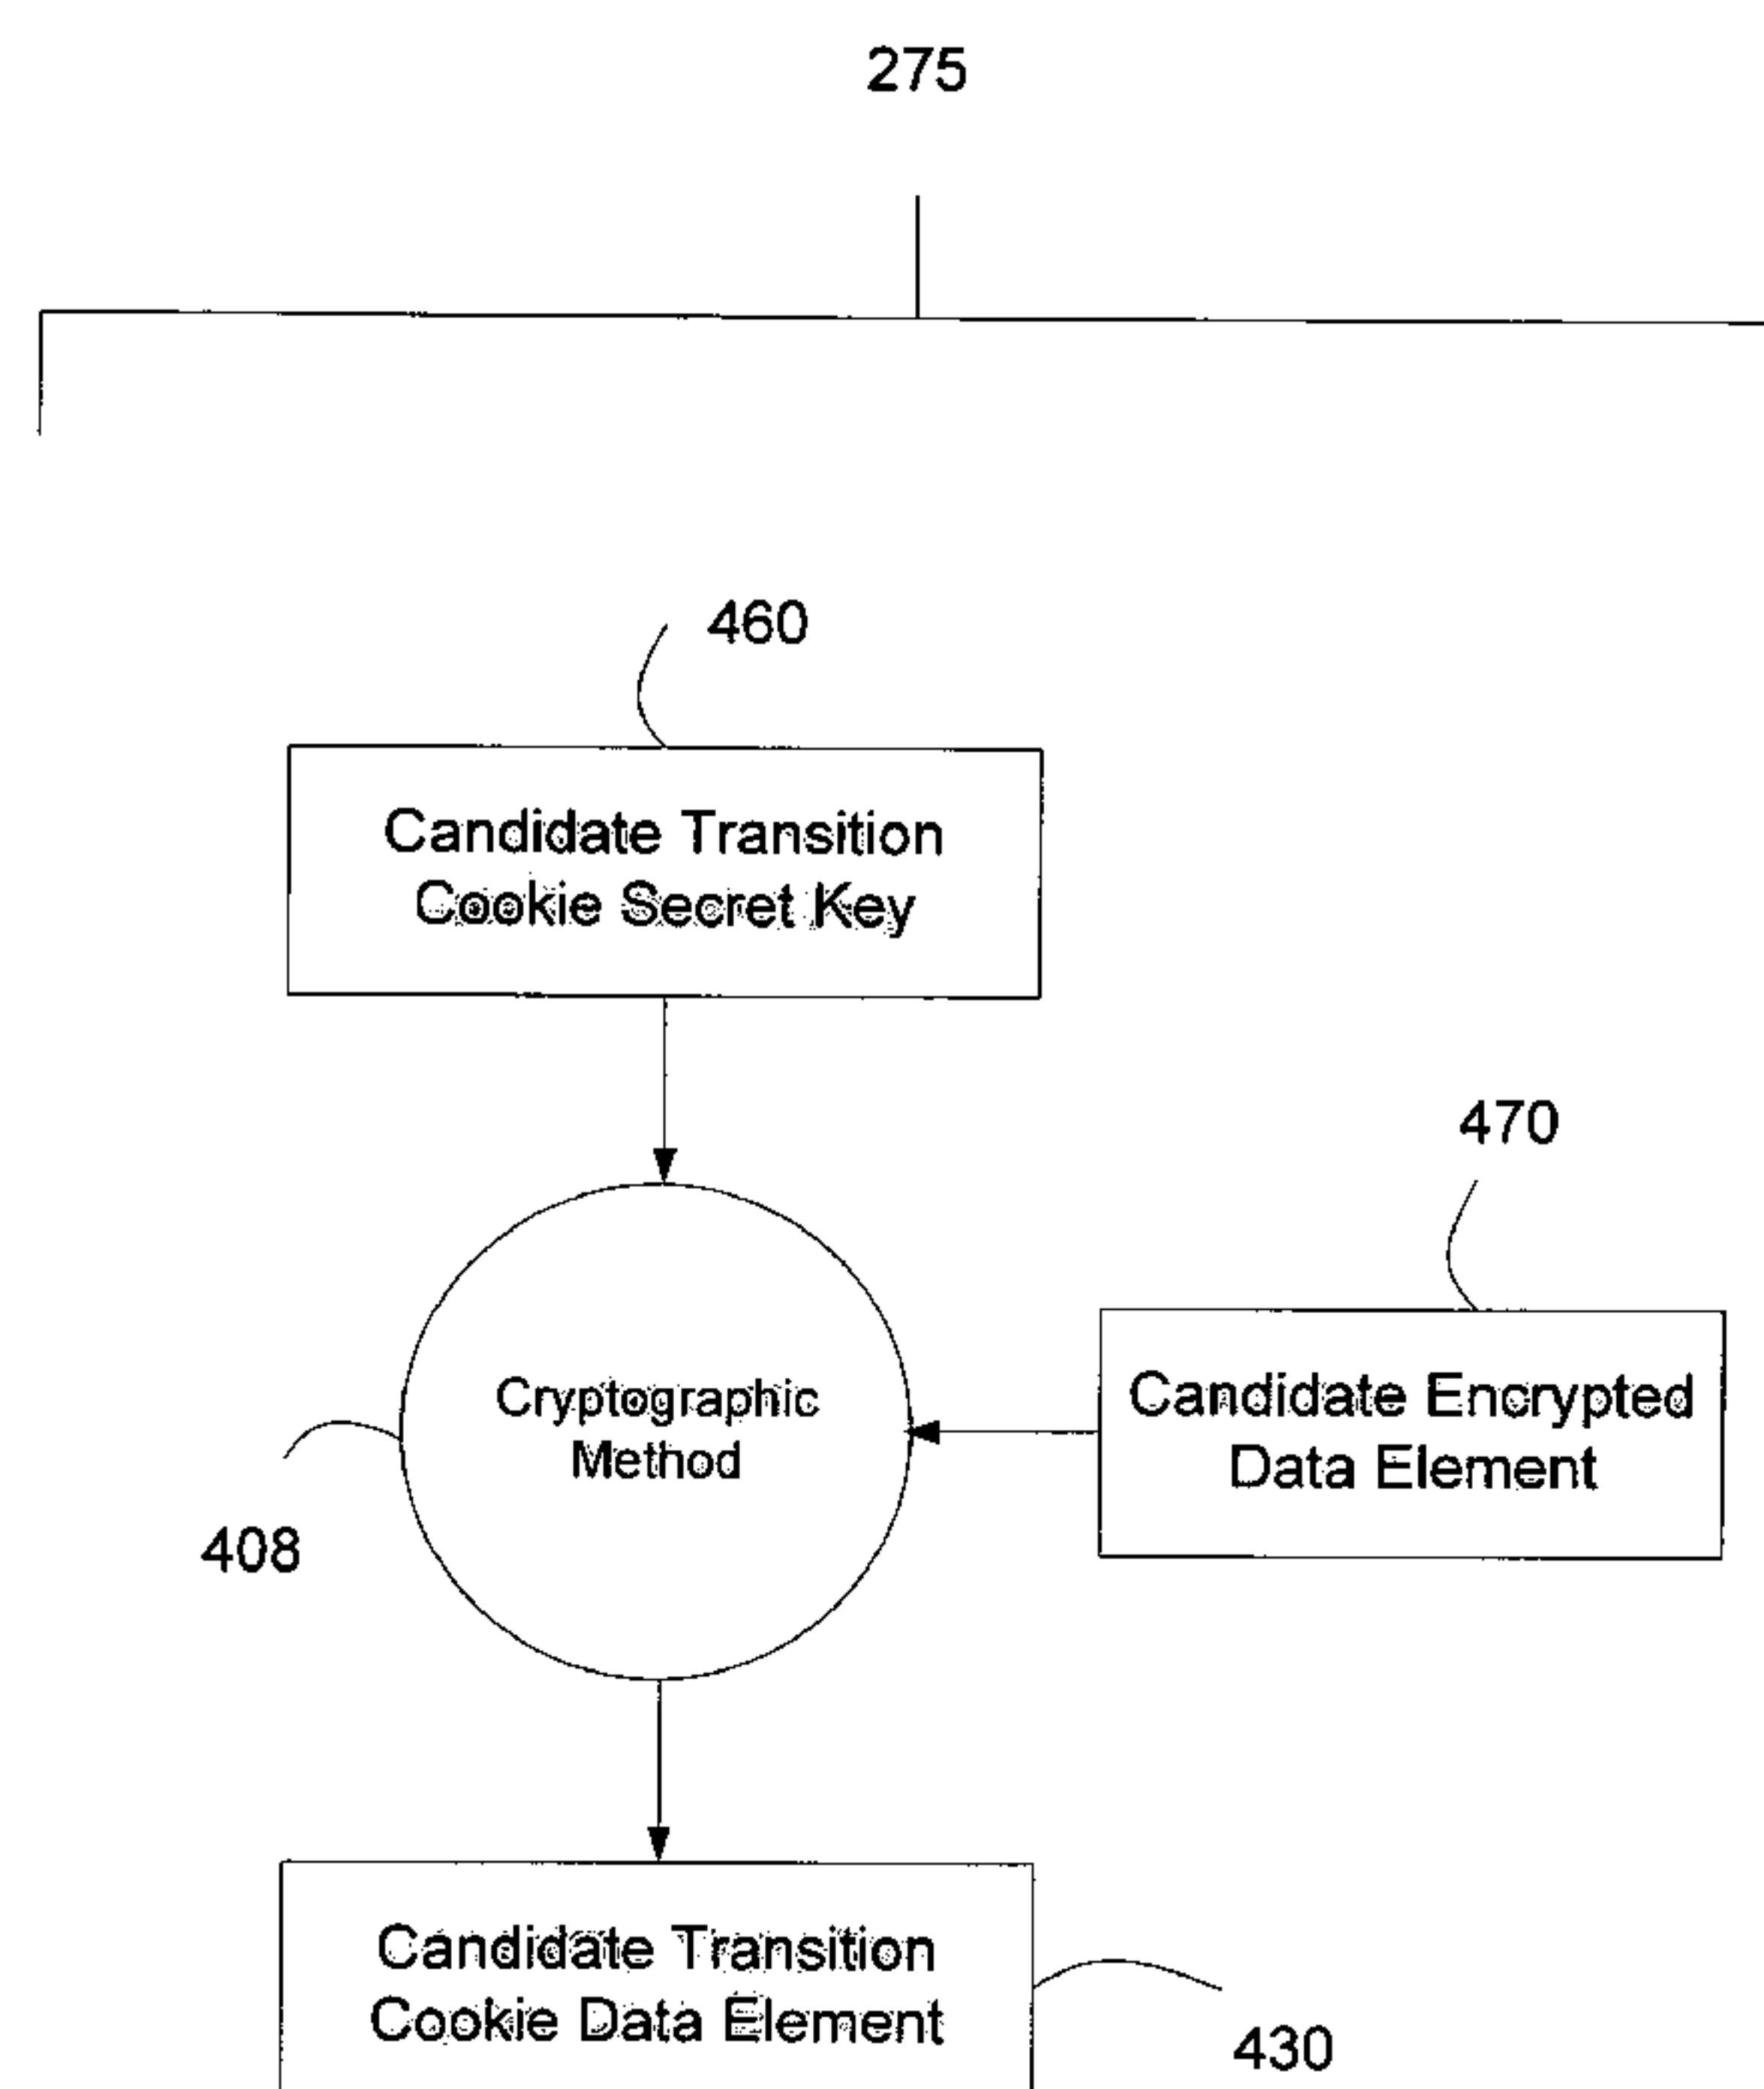 275
460
Candidate Transition
Cookie Secret Key
470
Candidate Encrypted
Data Element
Cryptographic
Method
408
Candidate Transition
Cookie Data Element
430